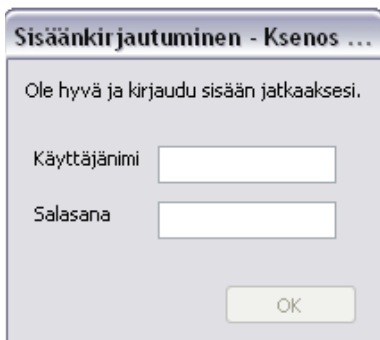 Sisäänkirjautuminen - Ksenos ...
Ole hyvä ja kirjaudu sisään jatkaaksesi.
Käyttäjänimi
Salasana
OK